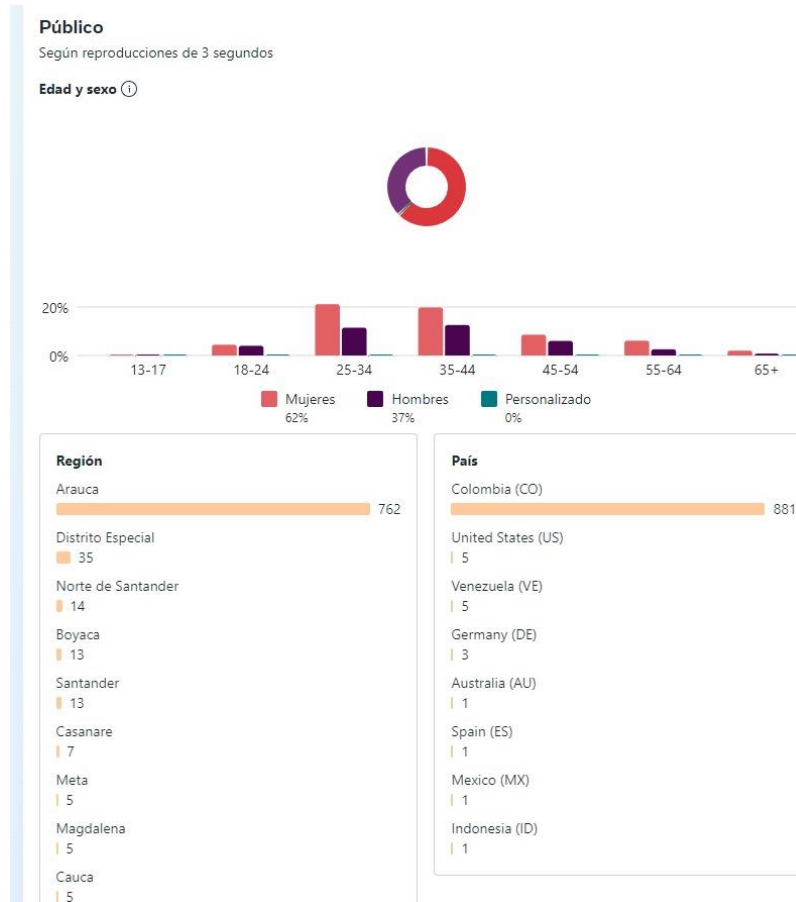 Público
Según reproducciones de 3 segundos
Edad y sexo
20%
0%
13-17 18-24 25-34 35-44 45-54 55-64 65+
Mujeres Hombres Personalizado
62% 37% 0%
Región
Arauca
762
Distrito Especial
35
Norte de Santander
14
Boyaca
13
Santander
13
Casanare
7
Meta
5
Magdalena
5
Cauca
5
País
Colombia (CO)
881
United States (US)
5
Venezuela (VE)
5
Germany (DE)
3
Australia (AU)
1
Spain (ES)
1
Mexico (MX)
1
Indonesia (ID)
1